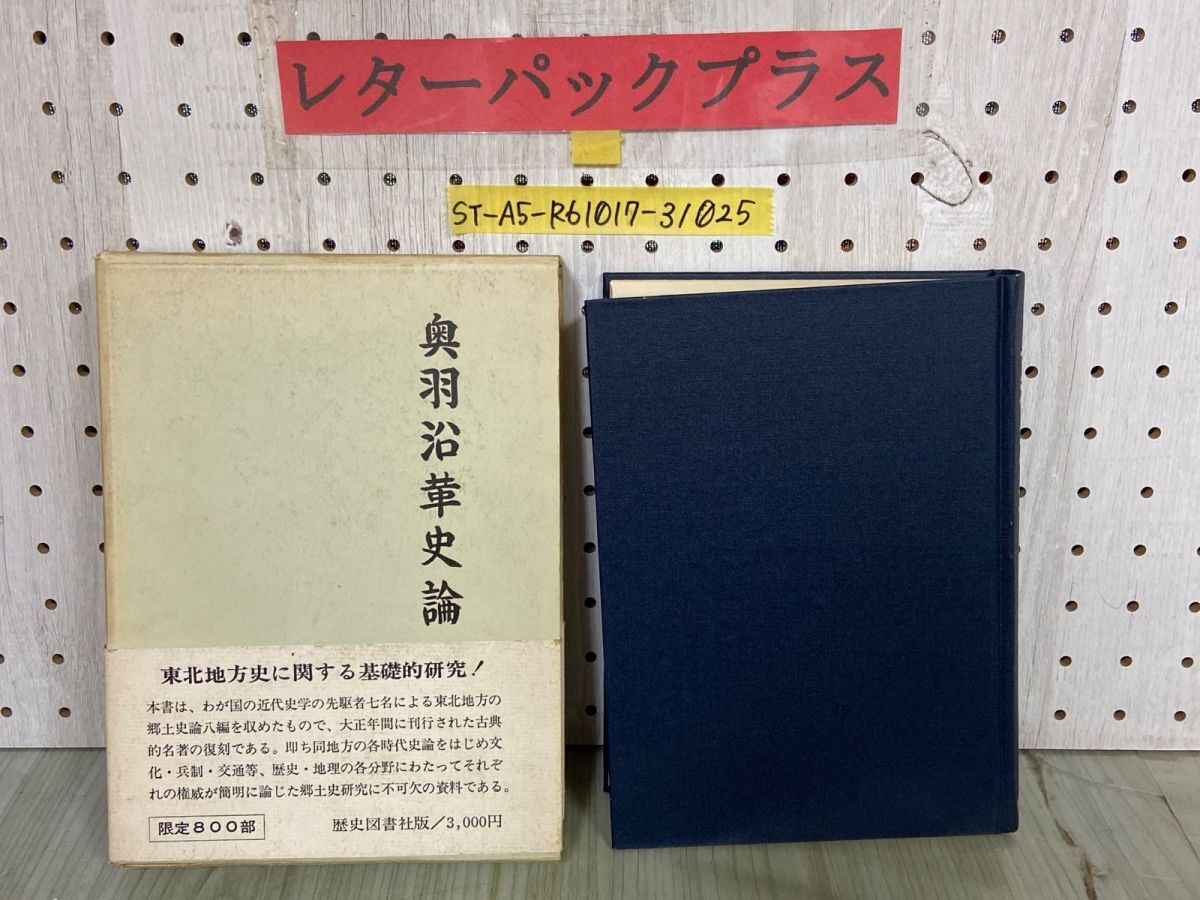 レターパックプラス
ST-A5-R61017-31025
奥羽沿革史論
東北地方史に関する基礎的研究！
本書は、わが国の近代史学の先駆者七名による東北地方の
郷土史論八編を収めたもので、大正年間に刊行された古典
的名著の復刻である。即ち同地方の各時代史論をはじめ文
化・兵制・交通等、歴史・地理の各分野にわたってそれぞ
れの権威が簡明に論じた郷土史研究に不可欠の資料である。
限定800部
歴史図書社版／3,000円